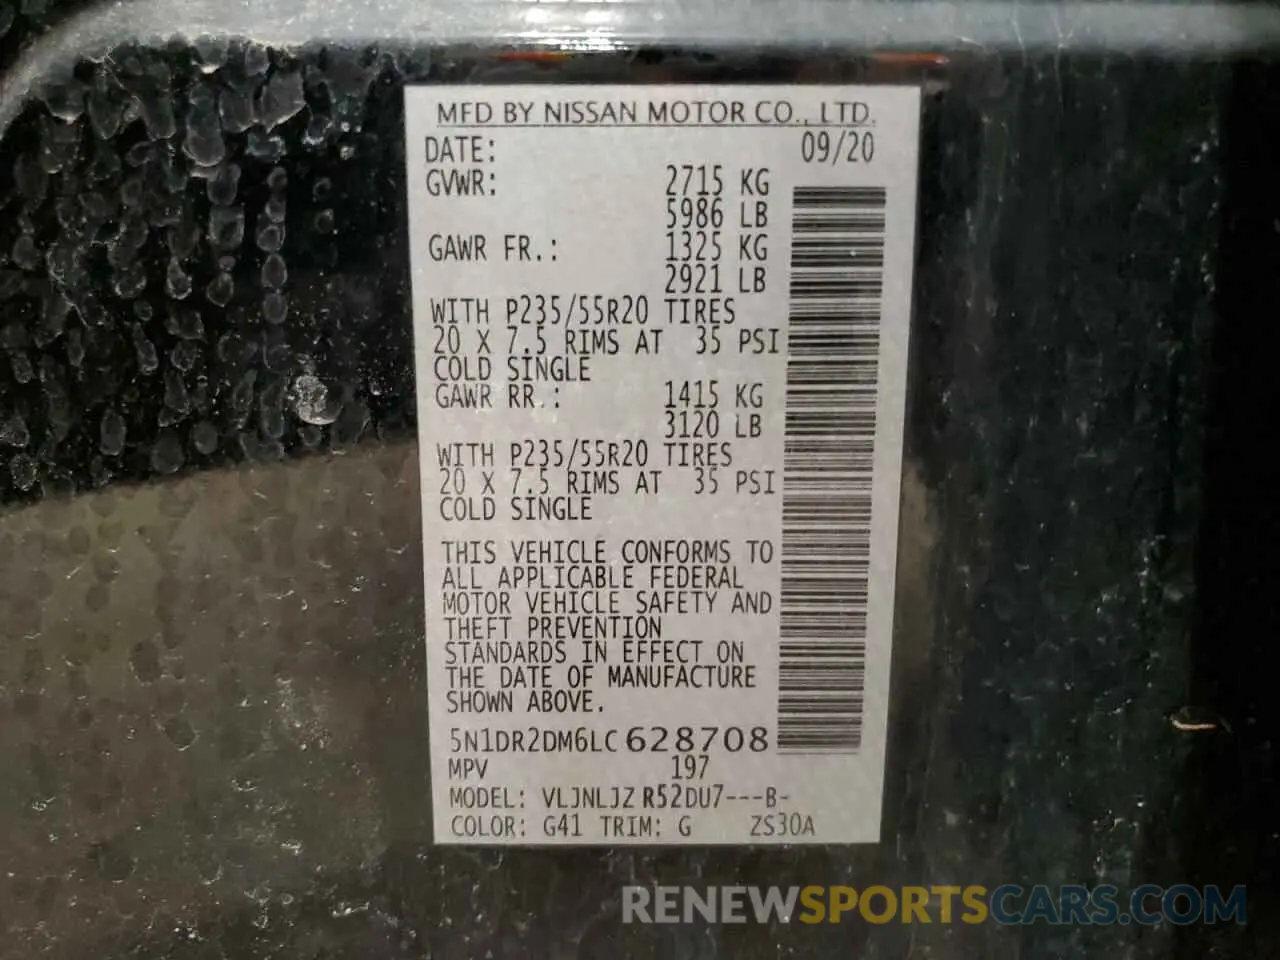 MFD BY NISSAN MOTOR CO., LTD.
DATE: 09/20
GVWR: 2715 KG
5986 LB
GAWR FR.: 1325 KG
2921 LB
WITH P235/55R20 TIRES
20 X 7.5 RIMS AT 35 PSI
COLD SINGLE
GAWR RR.: 1415 KG
3120 LB
WITH P235/55R20 TIRES
20 X 7.5 RIMS AT 35 PSI
COLD SINGLE
THIS VEHICLE CONFORMS TO
ALL APPLICABLE FEDERAL
MOTOR VEHICLE SAFETY AND
THEFT PREVENTION
STANDARDS IN EFFECT ON
THE DATE OF MANUFACTURE
SHOWN ABOVE.
5N1DR2DM6LC628708
MPV 197
MODEL: VLJNLJZ R52DU7---B-
COLOR: G41 TRIM: G ZS30A
RENEWSPORTSCARS.COM